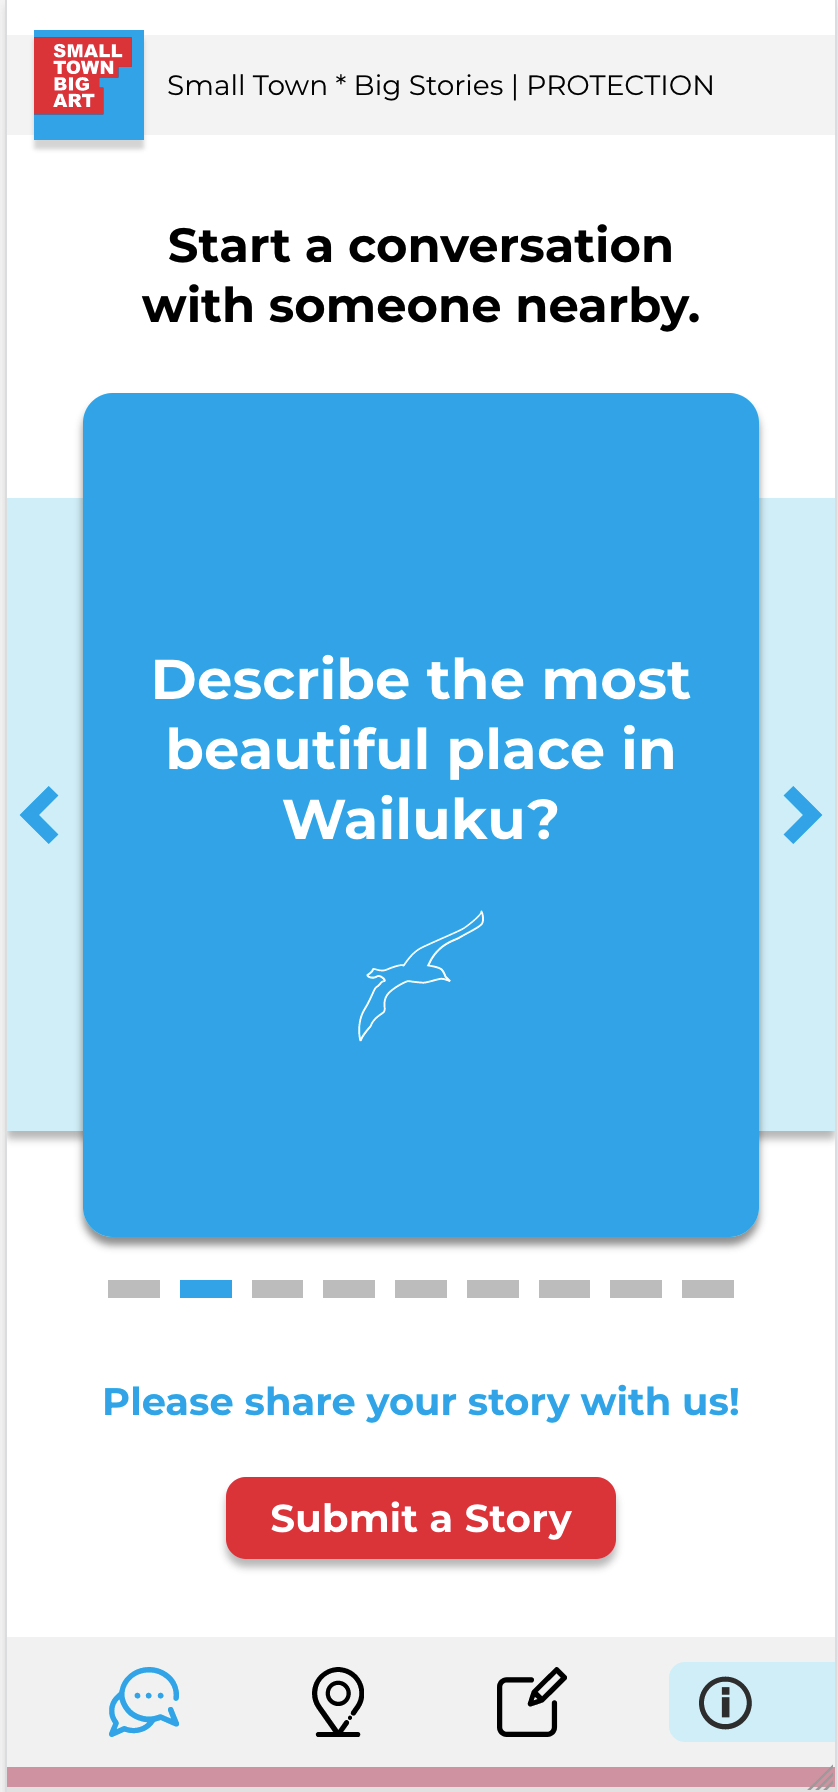 SMALL
TOWN
BIG
ART
Small Town * Big Stories | PROTECTION
Start a conversation
with someone nearby.
Describe the most
beautiful place in
Wailuku?
Please share your story with us!
Submit a Story